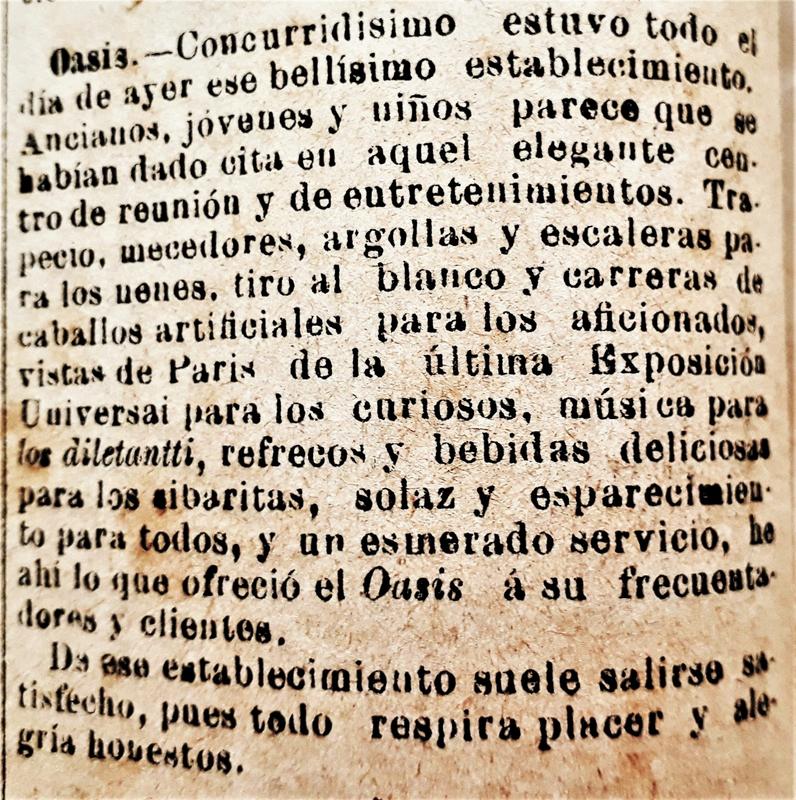 Oasis.—Concurridisimo estuvo todo el
día de ayer ese bellísimo establecimiento.
Ancianos, jóvenes y niños parece que se
habían dado cita en aquel elegante cen-
tro de reunión y de entretenimientos. Tra-
pecio, mecedores, argollas y escaleras pa-
ra los nenes, tiro al blanco y carreras de
caballos artificiales para los aficionados,
vistas de Paris de la última Exposición
Universal para los curiosos, música para
los diletantti, refrecos y bebidas deliciosas
para los sibaritas, solaz y esparecimien-
to para todos, y un esmerado servicio, he
ahí lo que ofreció el Oasis á su frecuenta-
dores y clientes.
De ese establecimiento suele salirse sa-
tisfecho, pues todo respira placer y ale-
gría honestos.